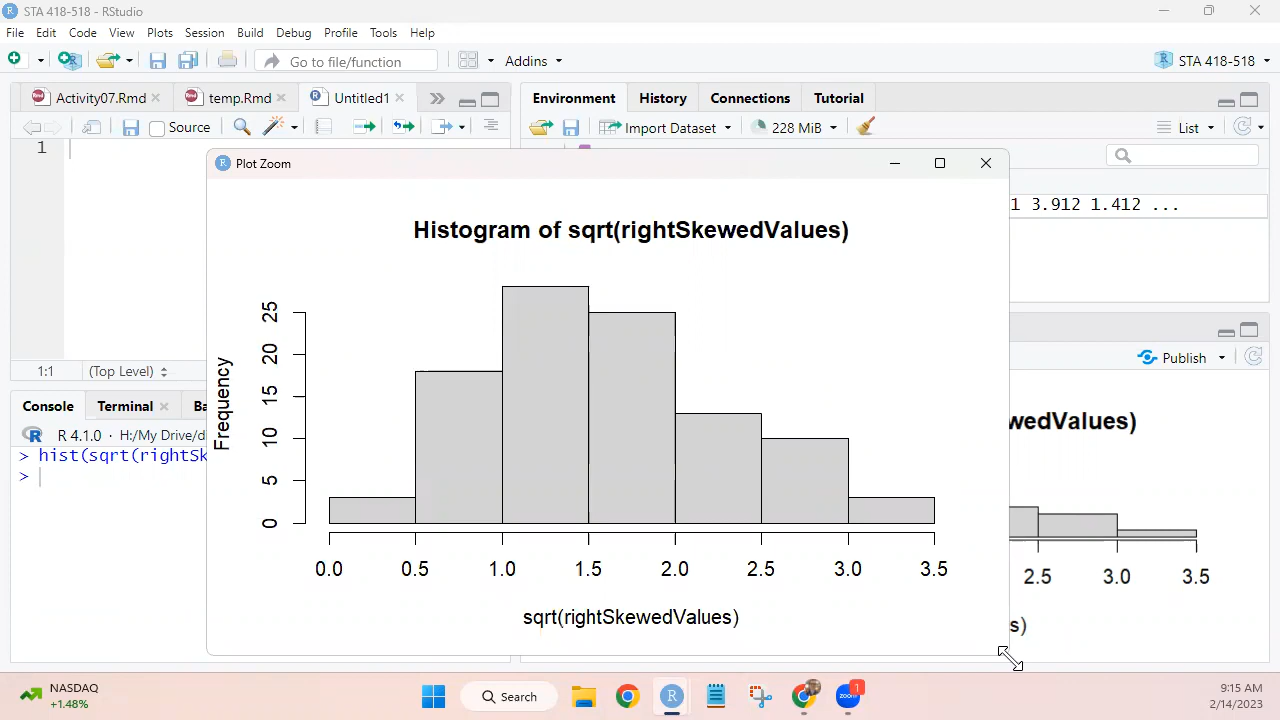 STA 418-518 - RStudio
File Edit Code View Plots Session Build Debug Profile Tools Help
Go to file/function
Addins
STA 418-518
Activity07.Rmd
temp.Rmd
Untitled1
Environment
History
Connections
Tutorial
Source
Import Dataset
228 MiB
List
1
Plot Zoom
1 3.912 1.412 ...
Histogram of sqrt(rightSkewedValues)
Frequency
0 5 10 15 20 25
0.0 0.5 1.0 1.5 2.0 2.5 3.0 3.5
sqrt(rightSkewedValues)
1:1
(Top Level)
Publish
Console
Terminal
Ba
R 4.1.0 · H:/My Drive/d
> hist(sqrt(rightSk
>
wedValues)
2.5 3.0 3.5
s)
NASDAQ
+1.48%
Search
zoom
1
9:15 AM
2/14/2023